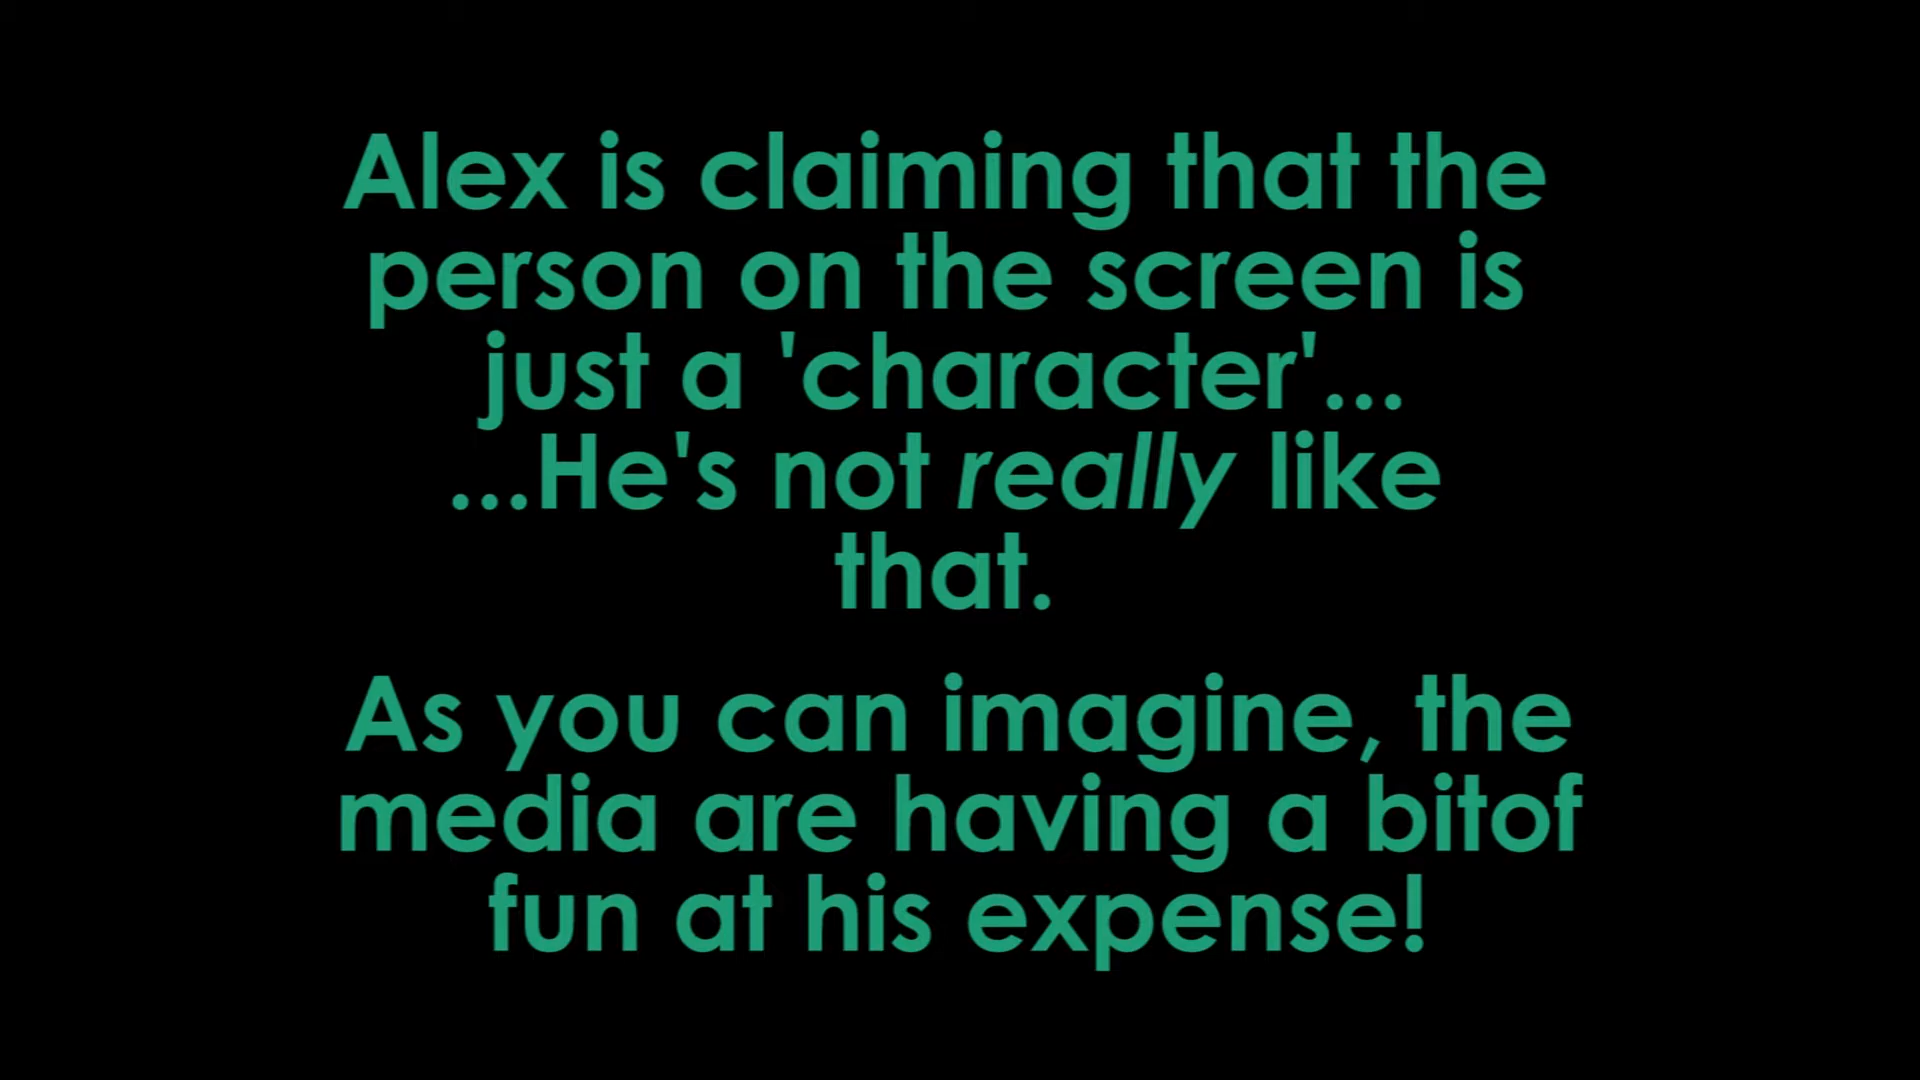 Alex is claiming that the
person on the screen is
just a 'character'...
...He's not really like
that.
As you can imagine, the
media are having a bitof
fun at his expense!